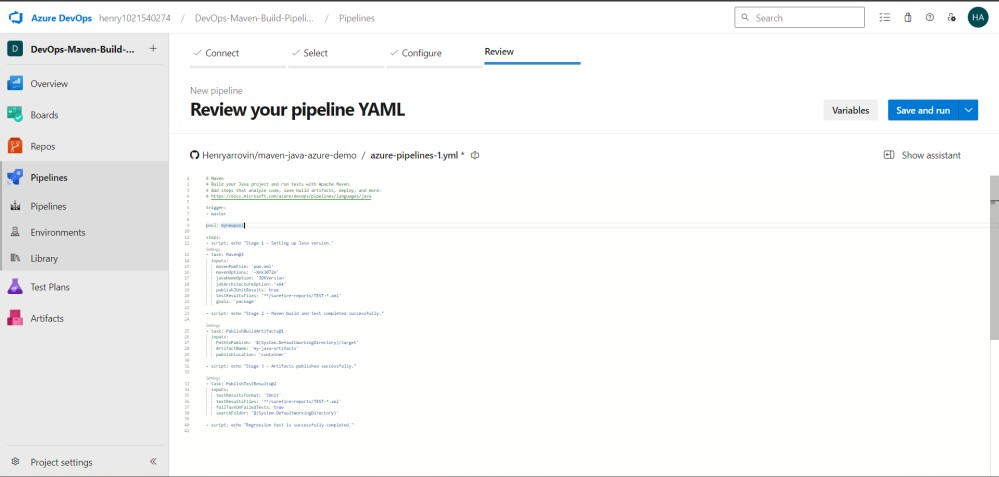 Azure DevOps henry1021540274 / DevOps-Maven-Build-Pipeli... / Pipelines
Search
HA
D DevOps-Maven-Build-... +
Overview
Boards
Repos
Pipelines
Pipelines
Environments
Library
Test Plans
Artifacts
Project settings
Connect
Select
Configure
Review
New pipeline
Review your pipeline YAML
Variables
Save and run
Henryarrovin/maven-java-azure-demo / azure-pipelines-1.yml *
Show assistant
# Maven
# Build your Java project and run tests with Apache Maven.
# Add steps that analyze code, save build artifacts, deploy, and more:
# https://docs.microsoft.com/azure/devops/pipelines/languages/java
trigger:
- master
pool:
steps:
- script: echo "Stage 1 - Setting up Java version."
Settings
- task: Maven@3
inputs:
mavenPomFile: 'pom.xml'
mavenOptions: '-Xmx3072m'
javaHomeOption: 'JDKVersion'
jdkArchitectureOption: 'x64'
publishJUnitResults: true
testResultsFiles: '**/surefire-reports/TEST-*.xml'
goals: 'package'
- script: echo "Stage 2 - Maven build and test completed successfully."
Settings
- task: PublishBuildArtifacts@1
inputs:
PathtoPublish: '$(System.DefaultWorkingDirectory)/target'
ArtifactName: 'my-java-artifacts'
publishLocation: 'container'
- script: echo "Stage 3 - Artifacts published successfully."
Settings
- task: PublishTestResults@2
inputs:
testResultsFormat: 'JUnit'
testResultsFiles: '**/surefire-reports/TEST-*.xml'
failTaskOnFailedTests: true
searchFolder: '$(System.DefaultWorkingDirectory)'
- script: echo "Regression test is successfully completed."